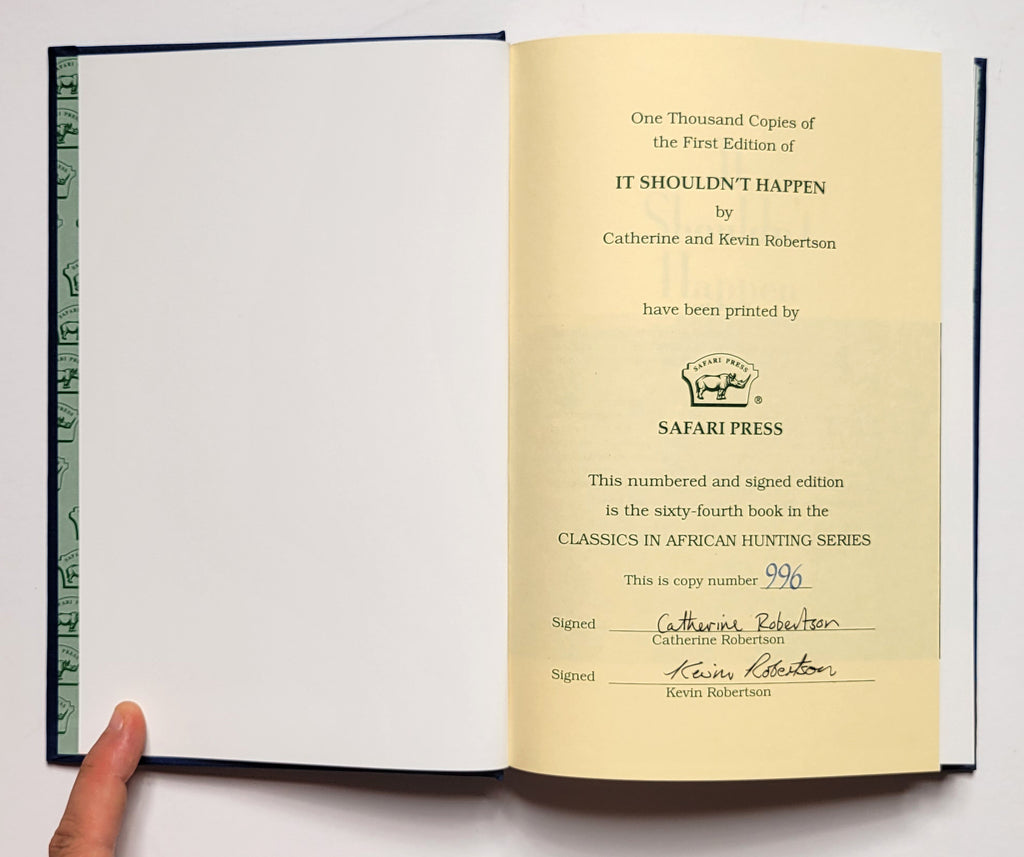 One Thousand Copies of
the First Edition of
IT SHOULDN'T HAPPEN
by
Catherine and Kevin Robertson
have been printed by
SAFARI PRESS
®
SAFARI PRESS
This numbered and signed edition
is the sixty-fourth book in the
CLASSICS IN AFRICAN HUNTING SERIES
This is copy number 996
Signed Catherine Robertson
Catherine Robertson
Signed Kevin Robertson
Kevin Robertson